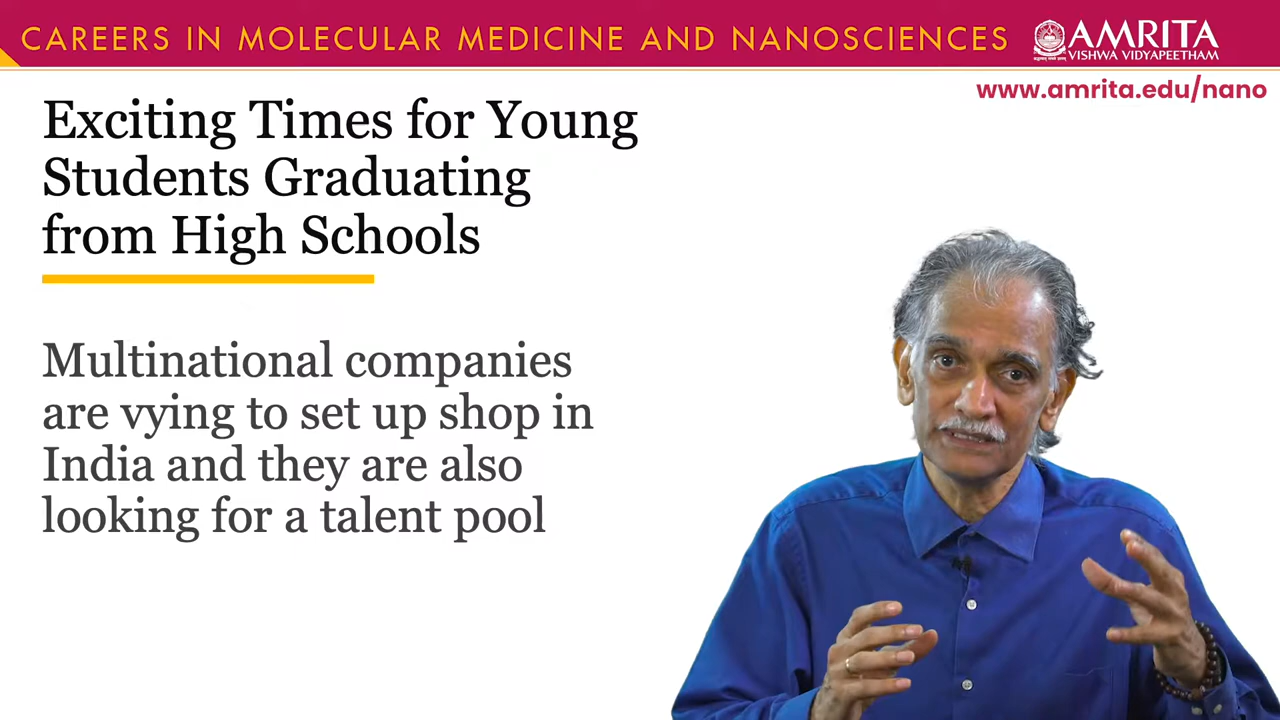 CAREERS IN MOLECULAR MEDICINE AND NANOSCIENCES
AMRITA
VISHWA VIDYAPEETHAM
www.amrita.edu/nano
Exciting Times for Young
Students Graduating
from High Schools
Multinational companies
are vying to set up shop in
India and they are also
looking for a talent pool